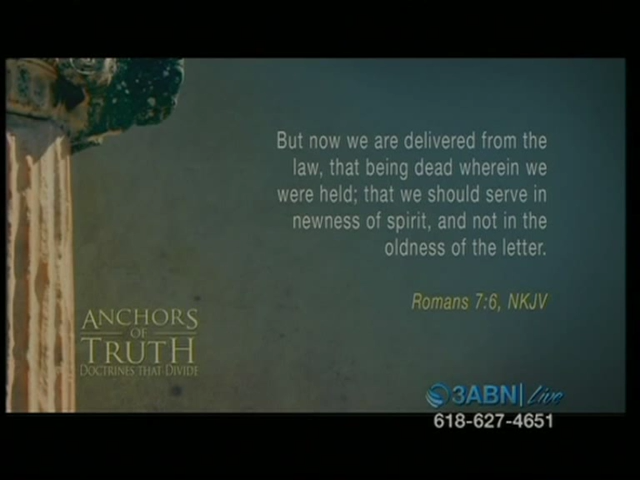 But now we are delivered from the
law, that being dead wherein we
were held; that we should serve in
newness of spirit, and not in the
oldness of the letter.
Romans 7:6, NKJV
ANCHORS
OF
TRUTH
DOCTRINES THAT DIVIDE
3ABN Live
618-627-4651